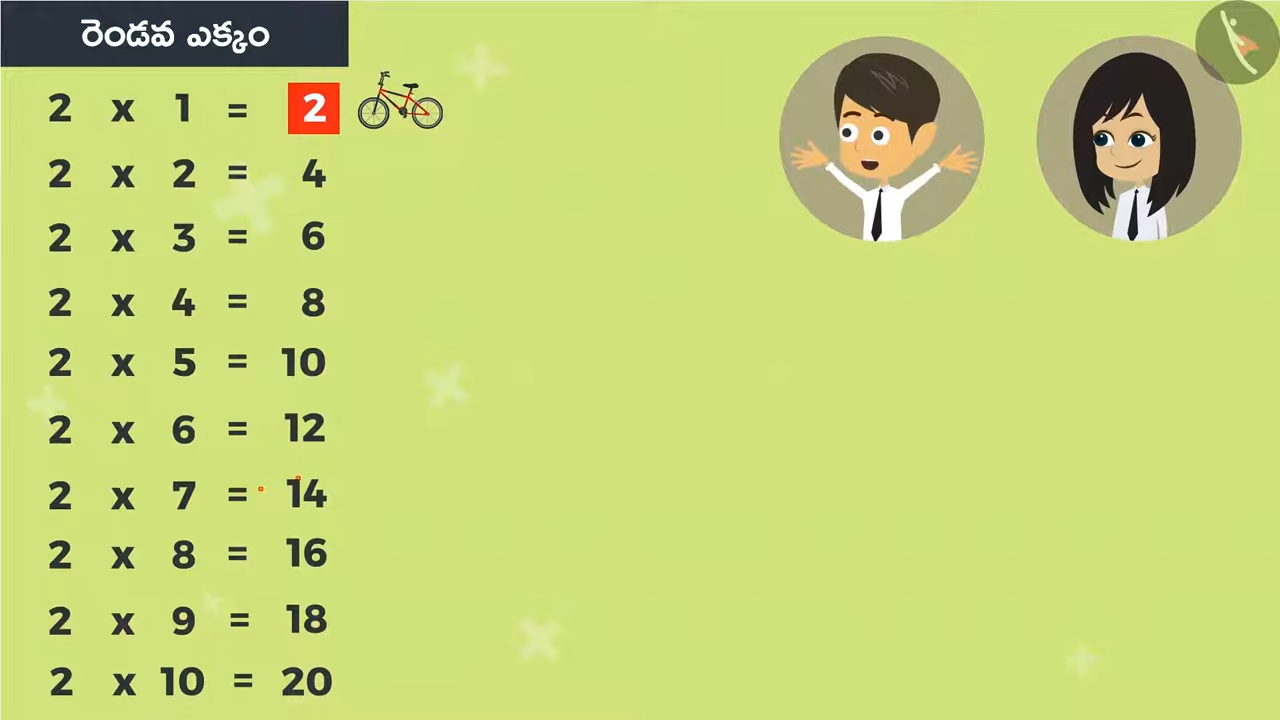 రెండవ ఎక్కం
2 x 1 = 2
2 x 2 = 4
2 x 3 = 6
2 x 4 = 8
2 x 5 = 10
2 x 6 = 12
2 x 7 = 14
2 x 8 = 16
2 x 9 = 18
2 x 10 = 20